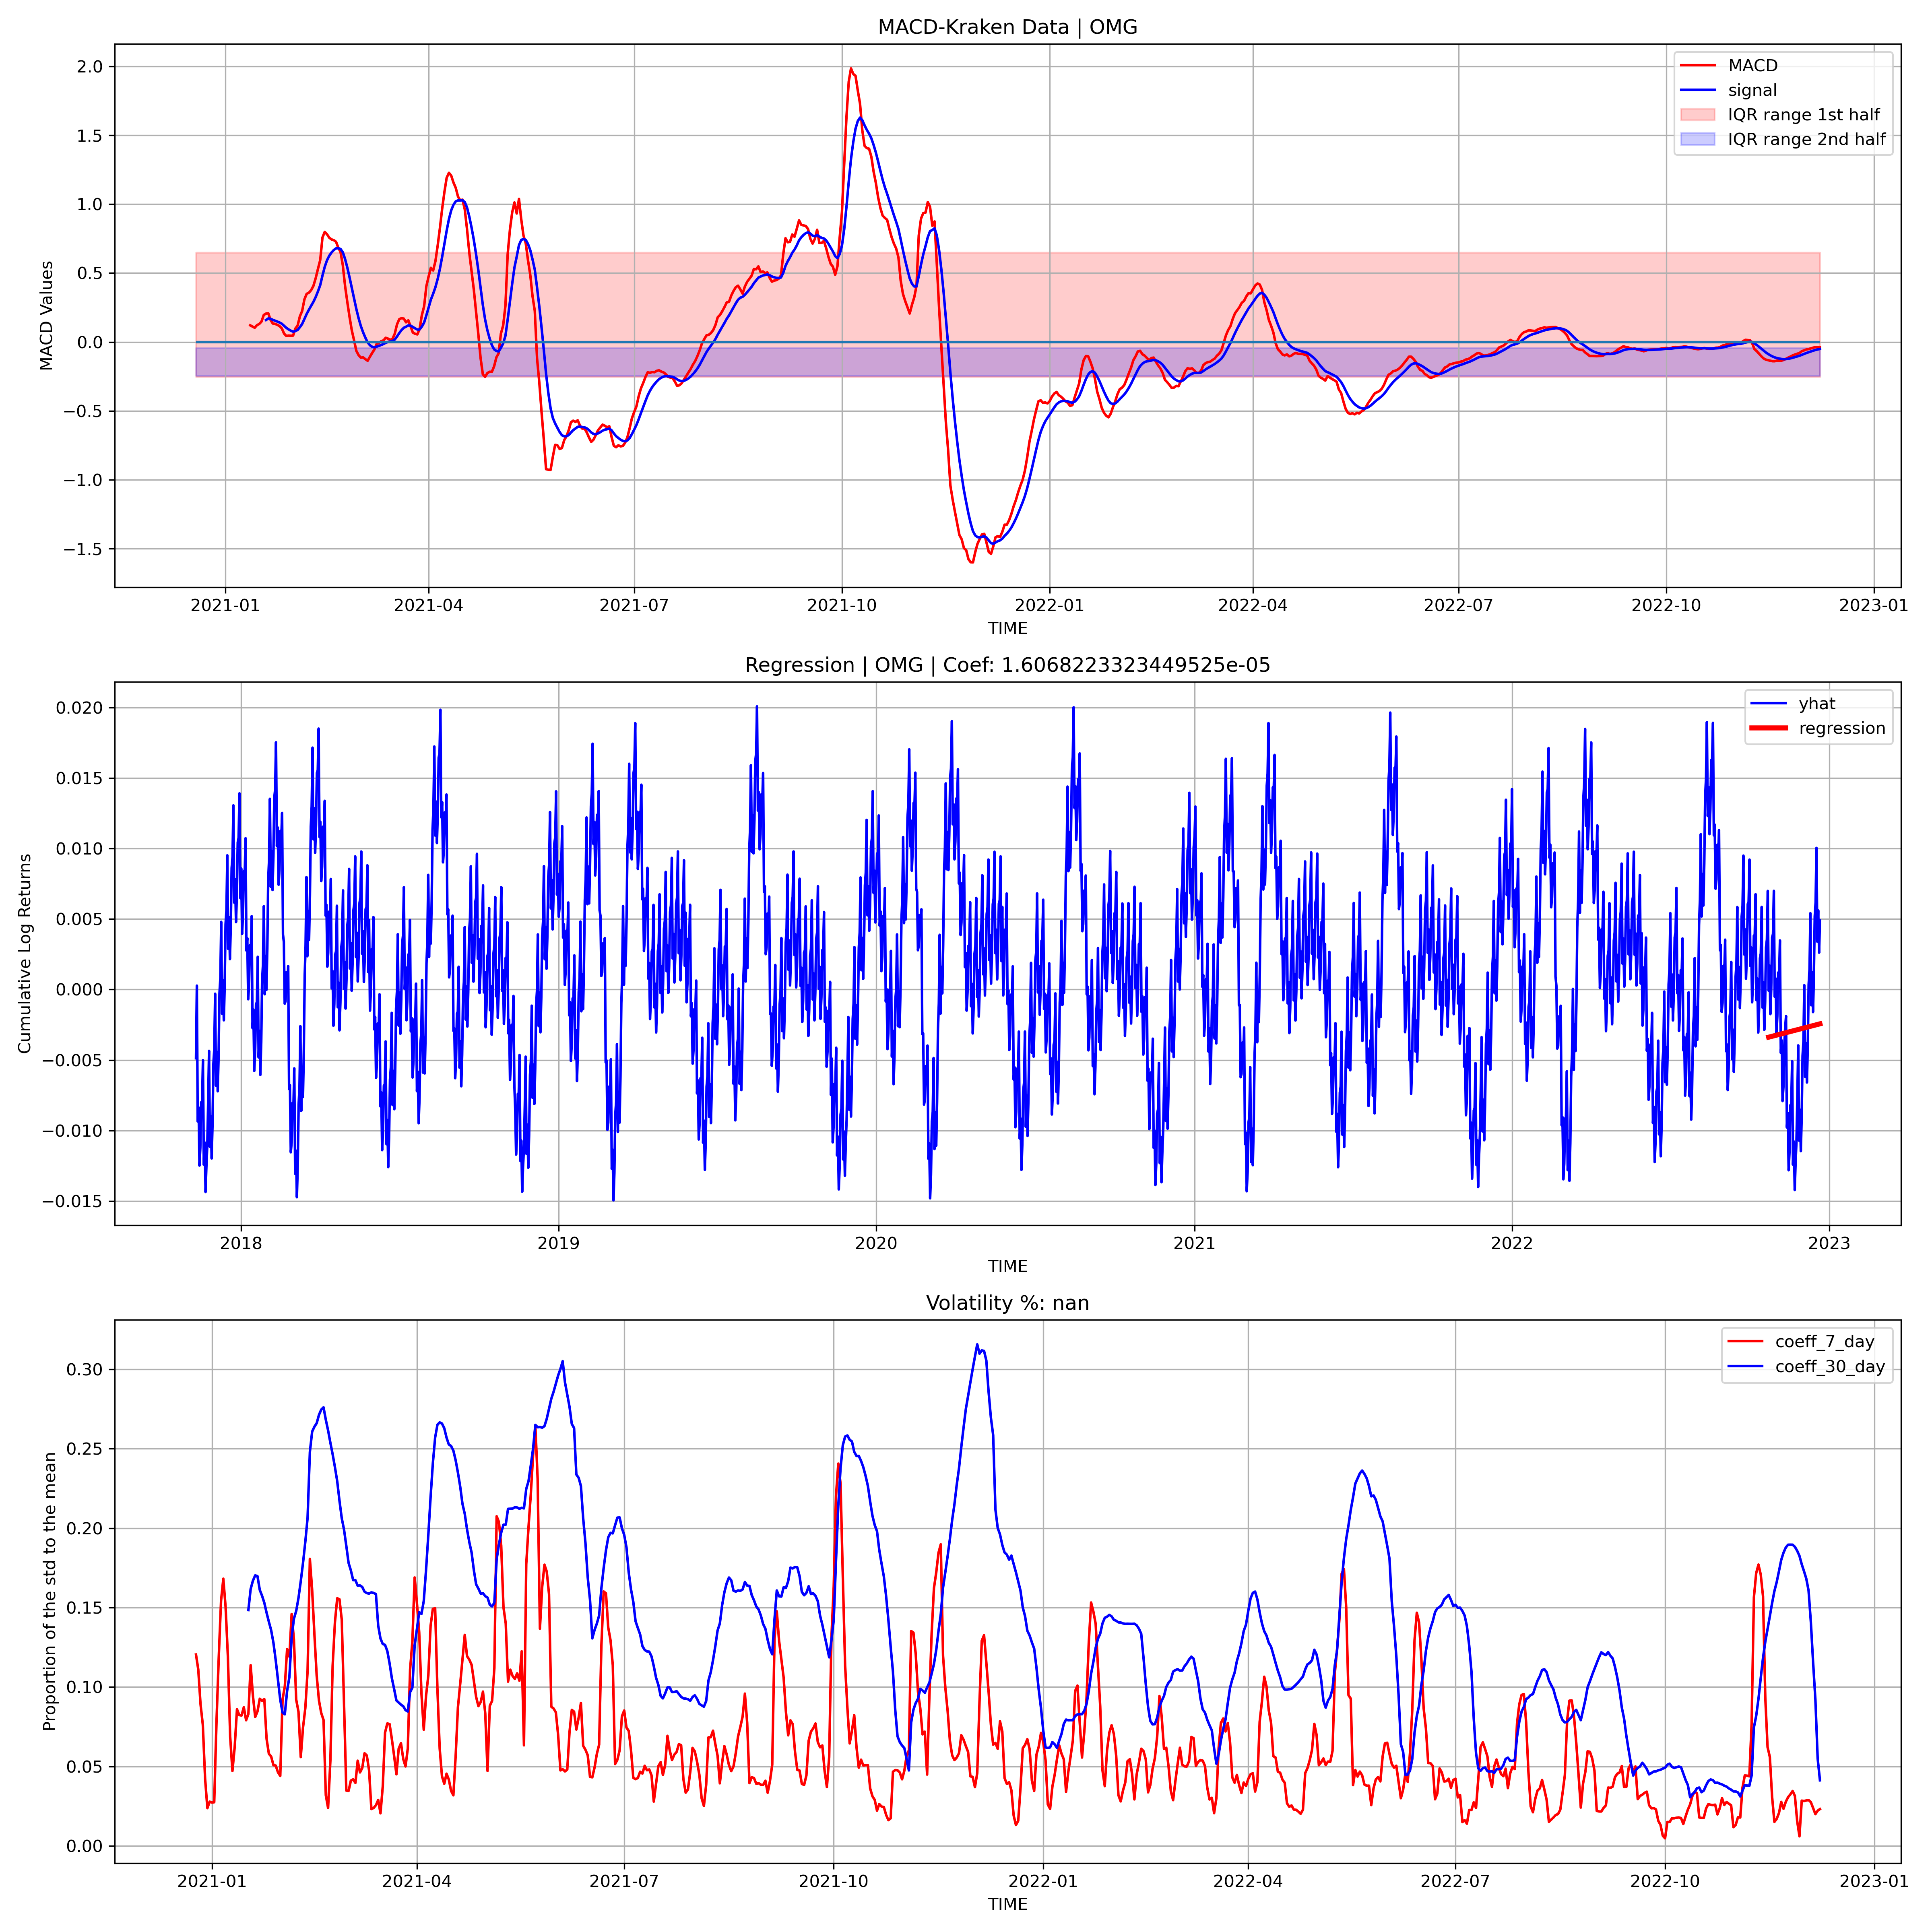 MACD-Kraken Data | OMG
MACD Values
2.0
1.5
1.0
0.5
0.0
−0.5
−1.0
−1.5
MACD
signal
IQR range 1st half
IQR range 2nd half
2021-01 2021-04 2021-07 2021-10 2022-01 2022-04 2022-07 2022-10 2023-01
TIME
Regression | OMG | Coef: 1.6068223323449525e-05
Cumulative Log Returns
0.020
0.015
0.010
0.005
0.000
−0.005
−0.010
−0.015
yhat
regression
2018 2019 2020 2021 2022 2023
TIME
Volatility %: nan
Proportion of the std to the mean
0.30
0.25
0.20
0.15
0.10
0.05
0.00
coeff_7_day
coeff_30_day
2021-01 2021-04 2021-07 2021-10 2022-01 2022-04 2022-07 2022-10 2023-01
TIME